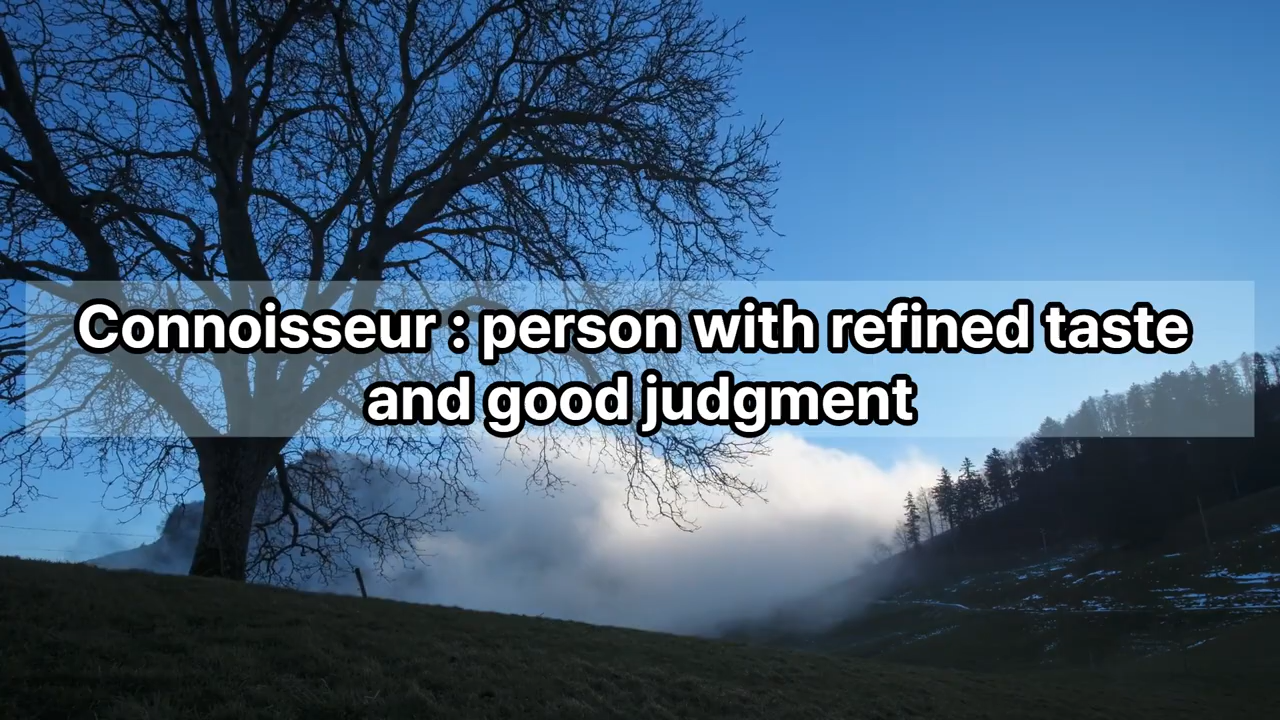 Connoisseur : person with refined taste
and good judgment